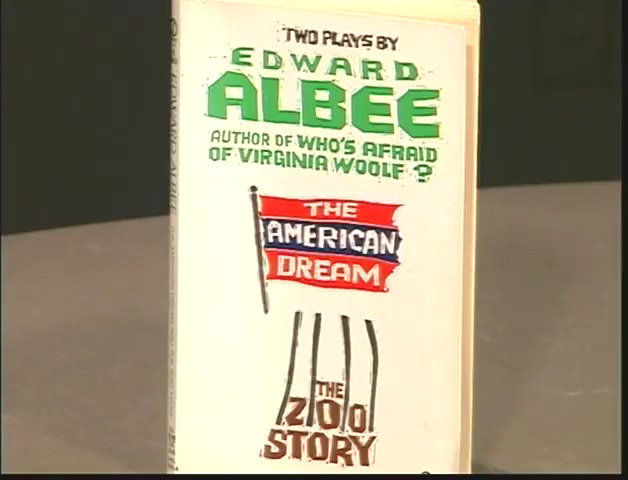 TWO PLAYS BY
EDWARD
ALBEE
AUTHOR OF WHO'S AFRAID
OF VIRGINIA WOOLF?
THE
AMERICAN
DREAM
THE
ZOO
STORY